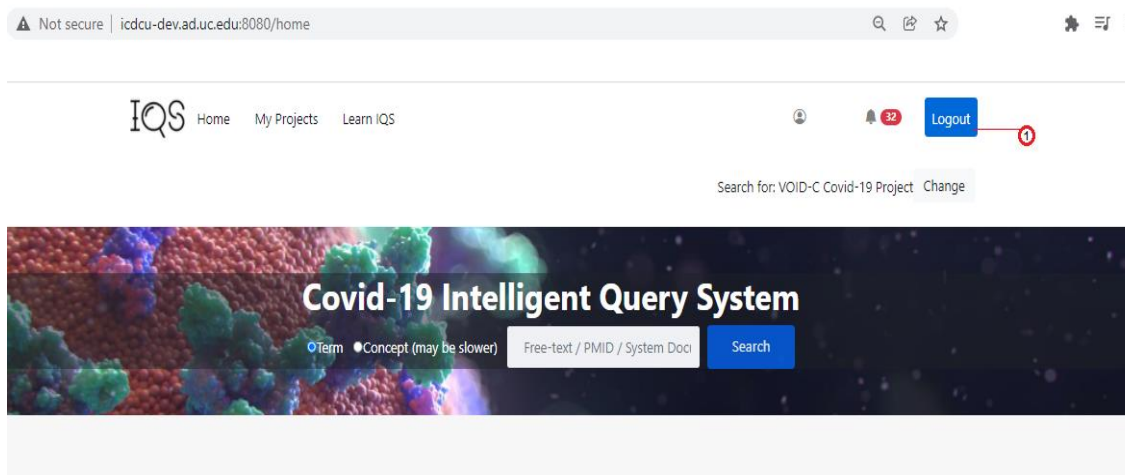 Not secure | icdcu-dev.ad.uc.edu:8080/home
IQS Home My Projects Learn IQS 32 Logout
1
Search for: VOID-C Covid-19 Project Change
Covid-19 Intelligent Query System
Term Concept (may be slower) Free-text / PMID / System Docu Search